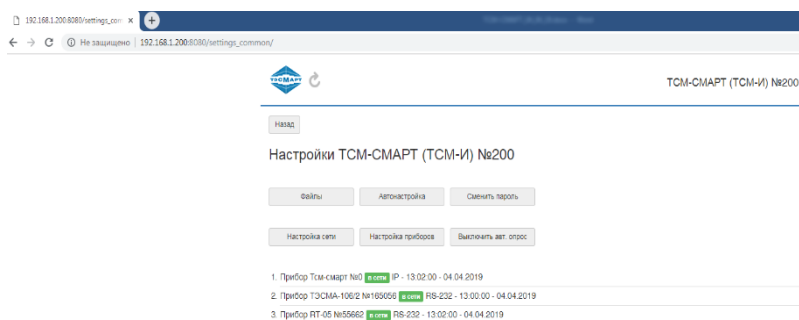 192.168.1.200:8080/settings_con
Не защищено | 192.168.1.200:8080/settings_common/
ТЭСМАРТ
ТСМ-СМАРТ (ТСМ-И) №200
Назад
Настройки ТСМ-СМАРТ (ТСМ-И) №200
Файлы Автонастройка Сменить пароль
Настройка сети Настройка приборов Выключить авт. опрос
1. Прибор Тсм-смарт №0 в сети IP - 13:02:00 - 04.04.2019
2. Прибор ТЭСМА-106/2 №165056 в сети RS-232 - 13:00:00 - 04.04.2019
3. Прибор RT-05 №55662 в сети RS-232 - 13:02:00 - 04.04.2019